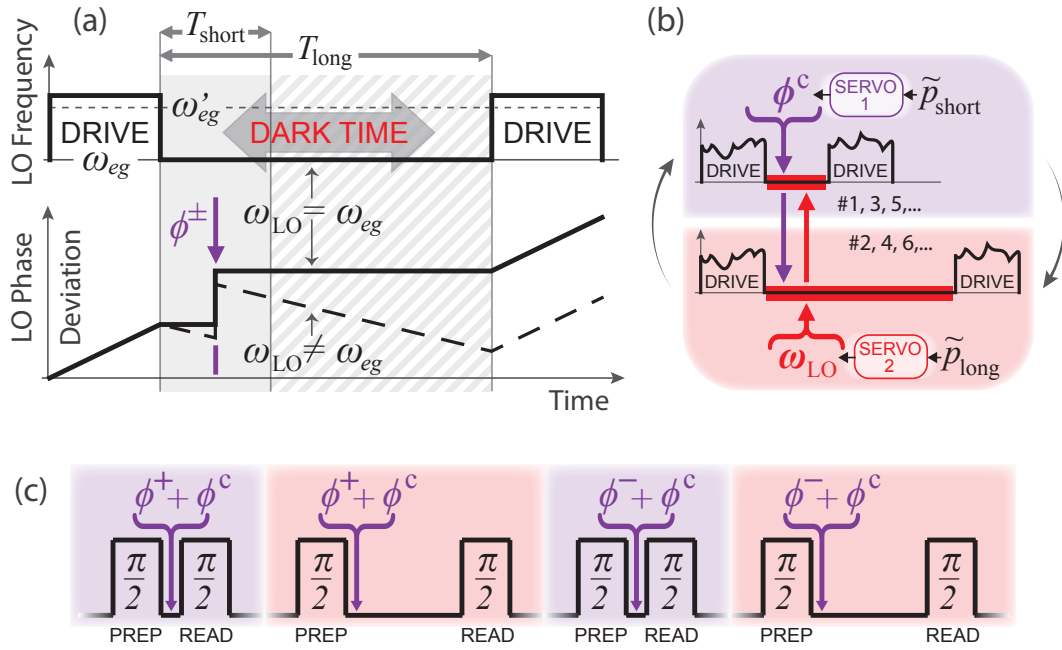 (a)
T_short
T_long
LO Frequency
ω'_eg
DRIVE
DARK TIME
DRIVE
ω_eg
ϕ^±
ω_LO = ω_eg
LO Phase
Deviation
ω_LO ≠ ω_eg
Time
(b)
ϕ^c
SERVO
1
p̃_short
DRIVE
DRIVE
#1, 3, 5,...
#2, 4, 6,...
DRIVE
DRIVE
ω_LO
SERVO
2
p̃_long
(c)
ϕ^+ + ϕ^c
ϕ^+ + ϕ^c
ϕ^- + ϕ^c
ϕ^- + ϕ^c
π/2
π/2
π/2
π/2
π/2
π/2
π/2
π/2
PREP READ PREP READ PREP READ PREP READ